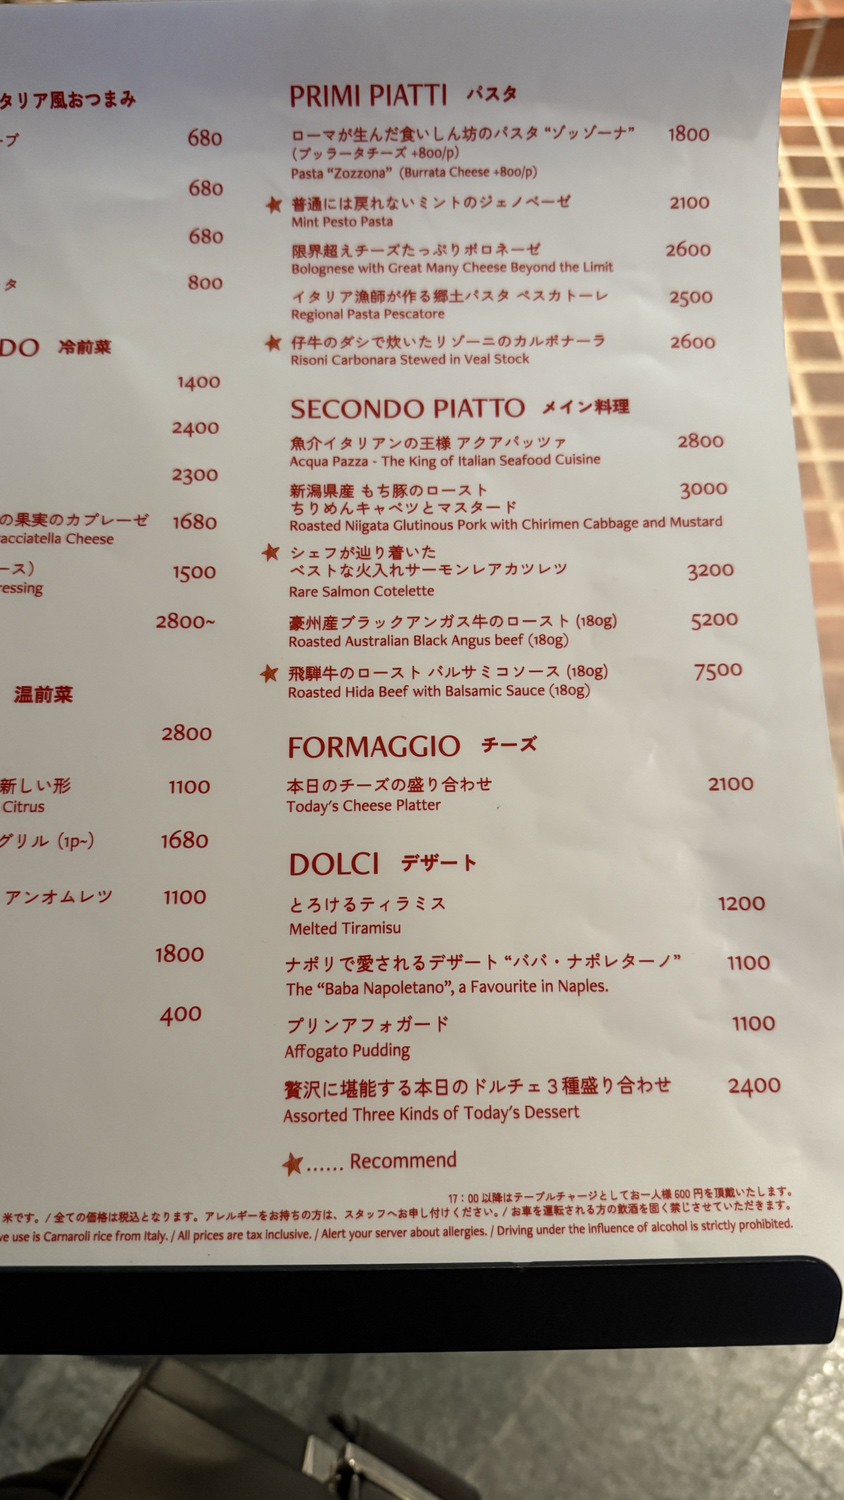 タリア風おつまみ
ープ 680
680
680
タ 800
DO 冷前菜
1400
2400
2300
の果実のカプレーゼ 1680
racciatella Cheese
ース） 1500
ressing
2800~
温前菜
2800
新しい形 1100
Citrus
グリル (1p~) 1680
アンオムレツ 1100
1800
400
PRIMI PIATTI パスタ
ローマが生んだ食いしん坊のパスタ “ゾッゾーナ” 1800
（ブッラータチーズ +800/p）
Pasta “Zozzona” (Burrata Cheese +800/p)
★ 普通には戻れないミントのジェノベーゼ 2100
Mint Pesto Pasta
限界超えチーズたっぷりボロネーゼ 2600
Bolognese with Great Many Cheese Beyond the Limit
イタリア漁師が作る郷土パスタ ペスカトーレ 2500
Regional Pasta Pescatore
★ 仔牛のダシで炊いたリゾーニのカルボナーラ 2600
Risoni Carbonara Stewed in Veal Stock
SECONDO PIATTO メイン料理
魚介イタリアンの王様 アクアパッツァ 2800
Acqua Pazza - The King of Italian Seafood Cuisine
新潟県産 もち豚のロースト 3000
ちりめんキャベツとマスタード
Roasted Niigata Glutinous Pork with Chirimen Cabbage and Mustard
★ シェフが辿り着いた
ベストな火入れサーモンレアカツレツ 3200
Rare Salmon Cotelette
豪州産ブラックアンガス牛のロースト (180g) 5200
Roasted Australian Black Angus beef (180g)
★ 飛騨牛のロースト バルサミコソース (180g) 7500
Roasted Hida Beef with Balsamic Sauce (180g)
FORMAGGIO チーズ
本日のチーズの盛り合わせ 2100
Today's Cheese Platter
DOLCI デザート
とろけるティラミス 1200
Melted Tiramisu
ナポリで愛されるデザート “ババ・ナポレターノ” 1100
The “Baba Napoletano”, a Favourite in Naples.
プリンアフォガード 1100
Affogato Pudding
贅沢に堪能する本日のドルチェ３種盛り合わせ 2400
Assorted Three Kinds of Today's Dessert
★...... Recommend
17：00 以降はテーブルチャージとしてお一人様 600 円を頂戴いたします。
米です。/ 全ての価格は税込となります。アレルギーをお持ちの方は、スタッフへお申し付けください。/ お車を運転される方の飲酒を固く禁じさせていただきます。
we use is Carnaroli rice from Italy. / All prices are tax inclusive. / Alert your server about allergies. / Driving under the influence of alcohol is strictly prohibited.